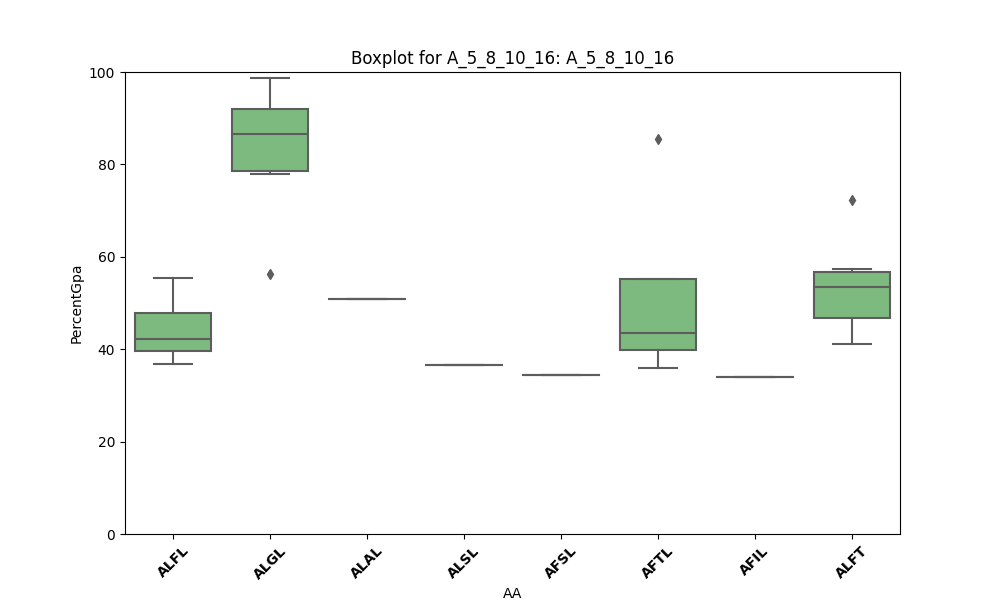 Boxplot for A_5_8_10_16: A_5_8_10_16
100
80
60
40
20
0
PercentGpa
ALFL
ALGL
ALAL
ALSL
AFSL
AFTL
AFIL
ALFT
AA